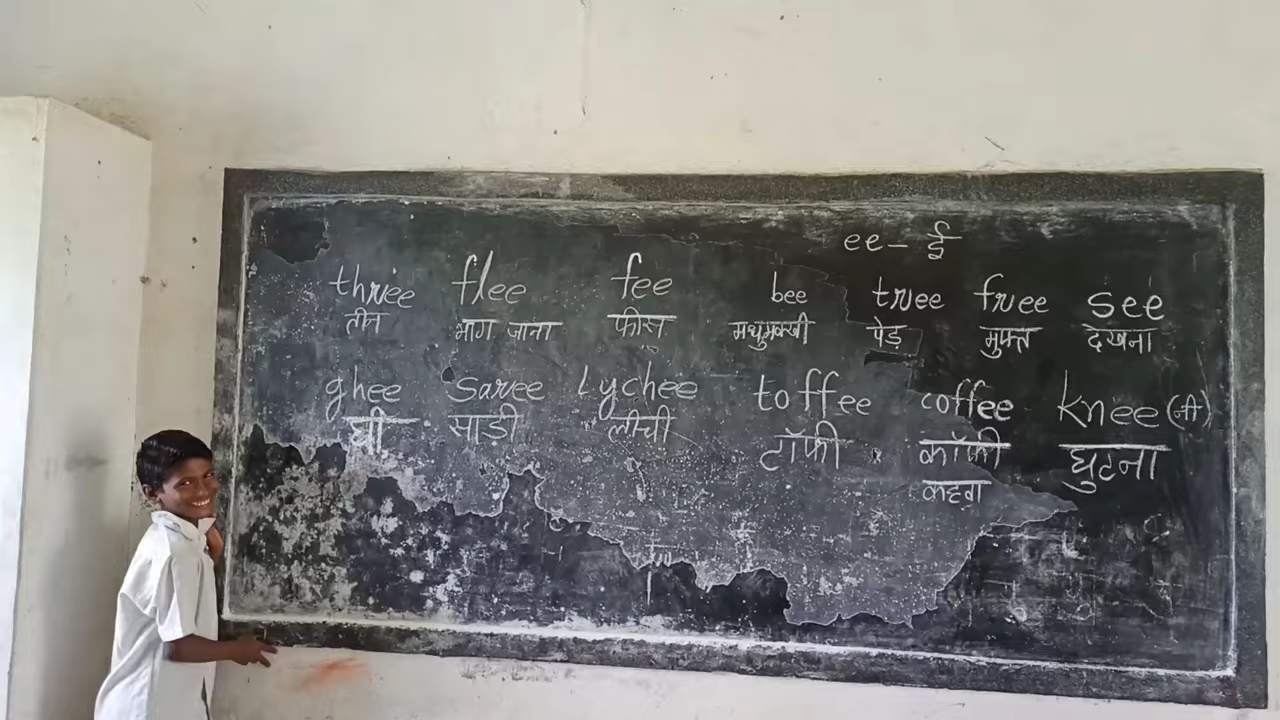 ee - ई
three flee fee bee tree free see
तीन भाग जाना फीस मधुमक्खी पेड़ मुफ्त देखना
ghee saree Lychee toffee coffee knee (नी)
घी साडी लीची टॉफी कॉफी घुटना
कहवा